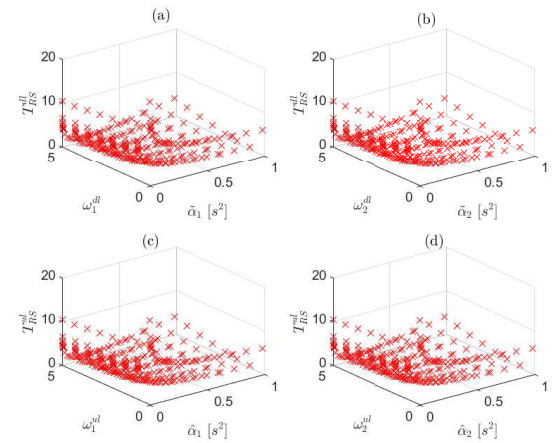 (a)
(b)
20
10
0
T_{RS}^{dl}
5
0
ω_1^{dl}
0
0.5
1
α̃_1 [s^2]
20
10
0
T_{RS}^{dl}
5
0
ω_2^{dl}
0
0.5
1
α̃_2 [s^2]
(c)
(d)
20
10
0
T_{RS}^{ul}
5
0
ω_1^{ul}
0
0.5
1
α̂_1 [s^2]
20
10
0
T_{RS}^{ul}
5
0
ω_2^{ul}
0
0.5
1
α̂_2 [s^2]